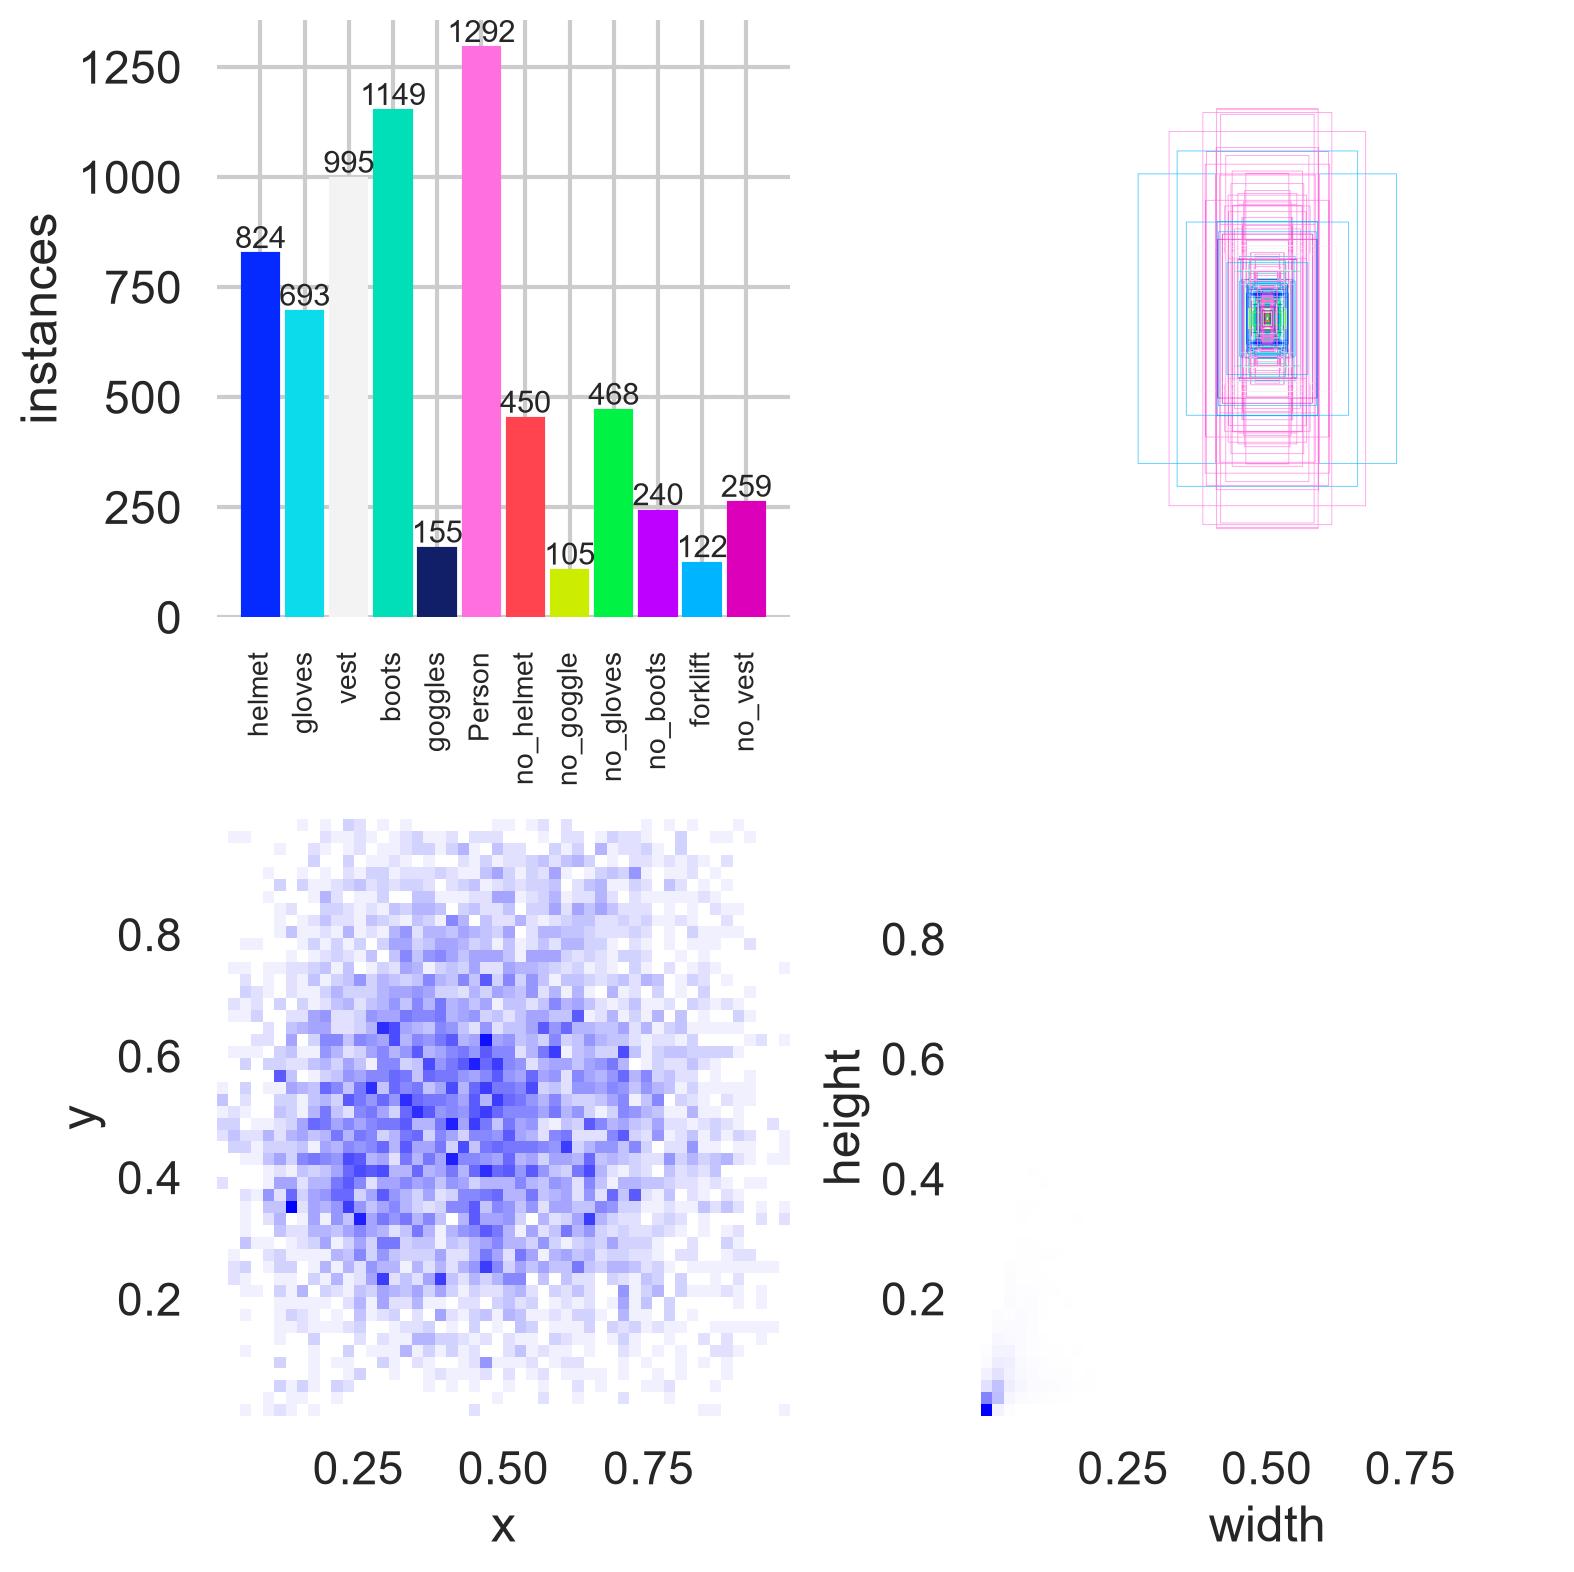 instances
1250
1000
750
500
250
0
1292
1149
995
824
693
450
468
155
105
240
122
259
helmet
gloves
vest
boots
goggles
Person
no_helmet
no_goggle
no_gloves
no_boots
forklift
no_vest
y
0.8
0.6
0.4
0.2
0.25 0.50 0.75
x
height
0.8
0.6
0.4
0.2
0.25 0.50 0.75
width